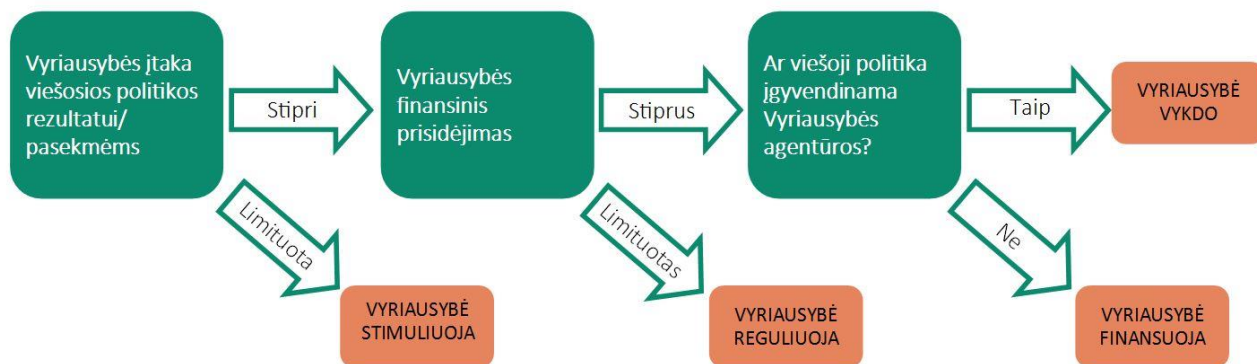 Vyriausybės įtaka
viešosios politikos
rezultatui/
pasekmėms
Stipri
Limituota
VYRIAUSYBĖ
STIMULIUOJA
Vyriausybės
finansinis
prisidėjimas
Stiprus
Limituotas
VYRIAUSYBĖ
REGULIUOJA
Ar viešoji politika
įgyvendinama
Vyriausybės
agentūros?
Taip
VYRIAUSYBĖ
VYKDO
Ne
VYRIAUSYBĖ
FINANSUOJA